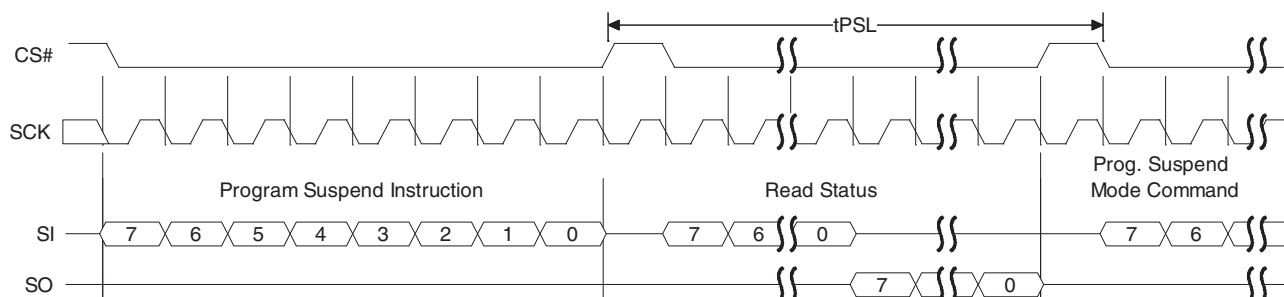 tPSL
CS#
SCK
Program Suspend Instruction
Read Status
Prog. Suspend
Mode Command
SI 7 6 5 4 3 2 1 0 7 6 0 7 6
SO 7 0